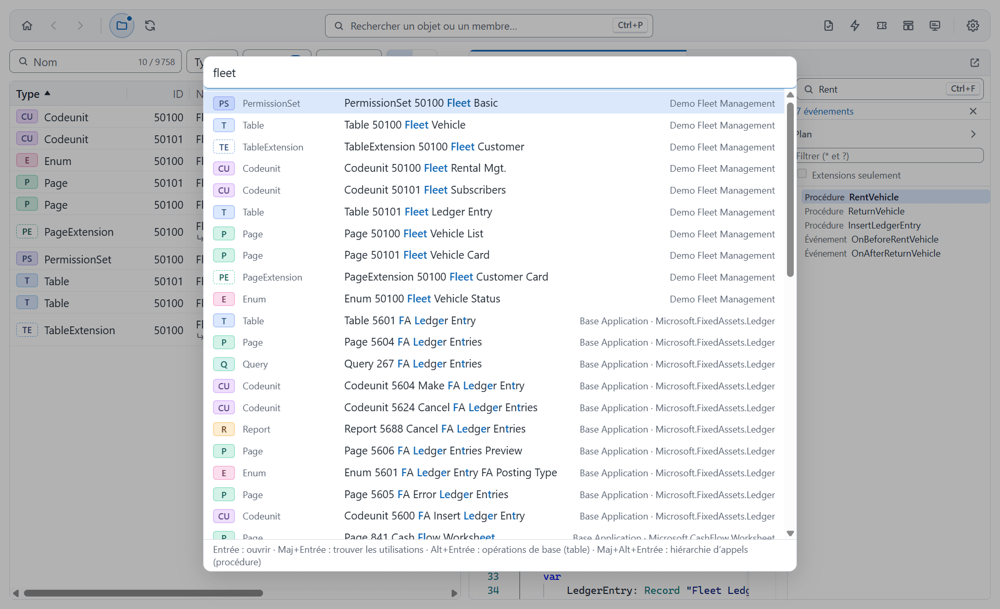 Rechercher un objet ou un membre... Ctrl+P
Nom 10 / 9 758
Ty
fleet
Type ID N
CU Codeunit 50100 Fl
CU Codeunit 50101 Fl
E Enum 50100 Fl
P Page 50101 Fl
P Page 50100 Fl
PE PageExtension 50100 Fl
PS PermissionSet 50100 Fl
T Table 50101 Fl
T Table 50100 Fl
TE TableExtension 50100 Fl
PS PermissionSet PermissionSet 50100 Fleet Basic Demo Fleet Management
T Table Table 50100 Fleet Vehicle Demo Fleet Management
TE TableExtension TableExtension 50100 Fleet Customer Demo Fleet Management
CU Codeunit Codeunit 50100 Fleet Rental Mgt. Demo Fleet Management
CU Codeunit Codeunit 50101 Fleet Subscribers Demo Fleet Management
T Table Table 50101 Fleet Ledger Entry Demo Fleet Management
P Page Page 50100 Fleet Vehicle List Demo Fleet Management
P Page Page 50101 Fleet Vehicle Card Demo Fleet Management
PE PageExtension PageExtension 50100 Fleet Customer Card Demo Fleet Management
E Enum Enum 50100 Fleet Vehicle Status Demo Fleet Management
T Table Table 5601 FA Ledger Entry Base Application · Microsoft.FixedAssets.Ledger
P Page Page 5604 FA Ledger Entries Base Application · Microsoft.FixedAssets.Ledger
Q Query Query 267 FA Ledger Entries Base Application · Microsoft.FixedAssets.Ledger
CU Codeunit Codeunit 5604 Make FA Ledger Entry Base Application · Microsoft.FixedAssets.Ledger
CU Codeunit Codeunit 5624 Cancel FA Ledger Entries Base Application · Microsoft.FixedAssets.Ledger
R Report Report 5688 Cancel FA Ledger Entries Base Application · Microsoft.FixedAssets.Ledger
P Page Page 5606 FA Ledger Entries Preview Base Application · Microsoft.FixedAssets.Ledger
E Enum Enum 5601 FA Ledger Entry FA Posting Type Base Application · Microsoft.FixedAssets.Ledger
P Page Page 5605 FA Error Ledger Entries Base Application · Microsoft.FixedAssets.Ledger
CU Codeunit Codeunit 5600 FA Insert Ledger Entry Base Application · Microsoft.FixedAssets.Ledger
P Page Page 841 Cash Flow Worksheet Base Application · Microsoft.CashFlow.Worksheet
Entrée : ouvrir · Maj+Entrée : trouver les utilisations · Alt+Entrée : opérations de base (table) · Maj+Alt+Entrée : hiérarchie d'appels
(procédure)
Rent Ctrl+F
7 événements
Plan
Filtrer (* et ?)
Extensions seulement
Procédure RentVehicle
Procédure ReturnVehicle
Procédure InsertLedgerEntry
Événement OnBeforeRentVehicle
Événement OnAfterReturnVehicle
33 var
34 LedgerEntry: Record "Fleet Ledg